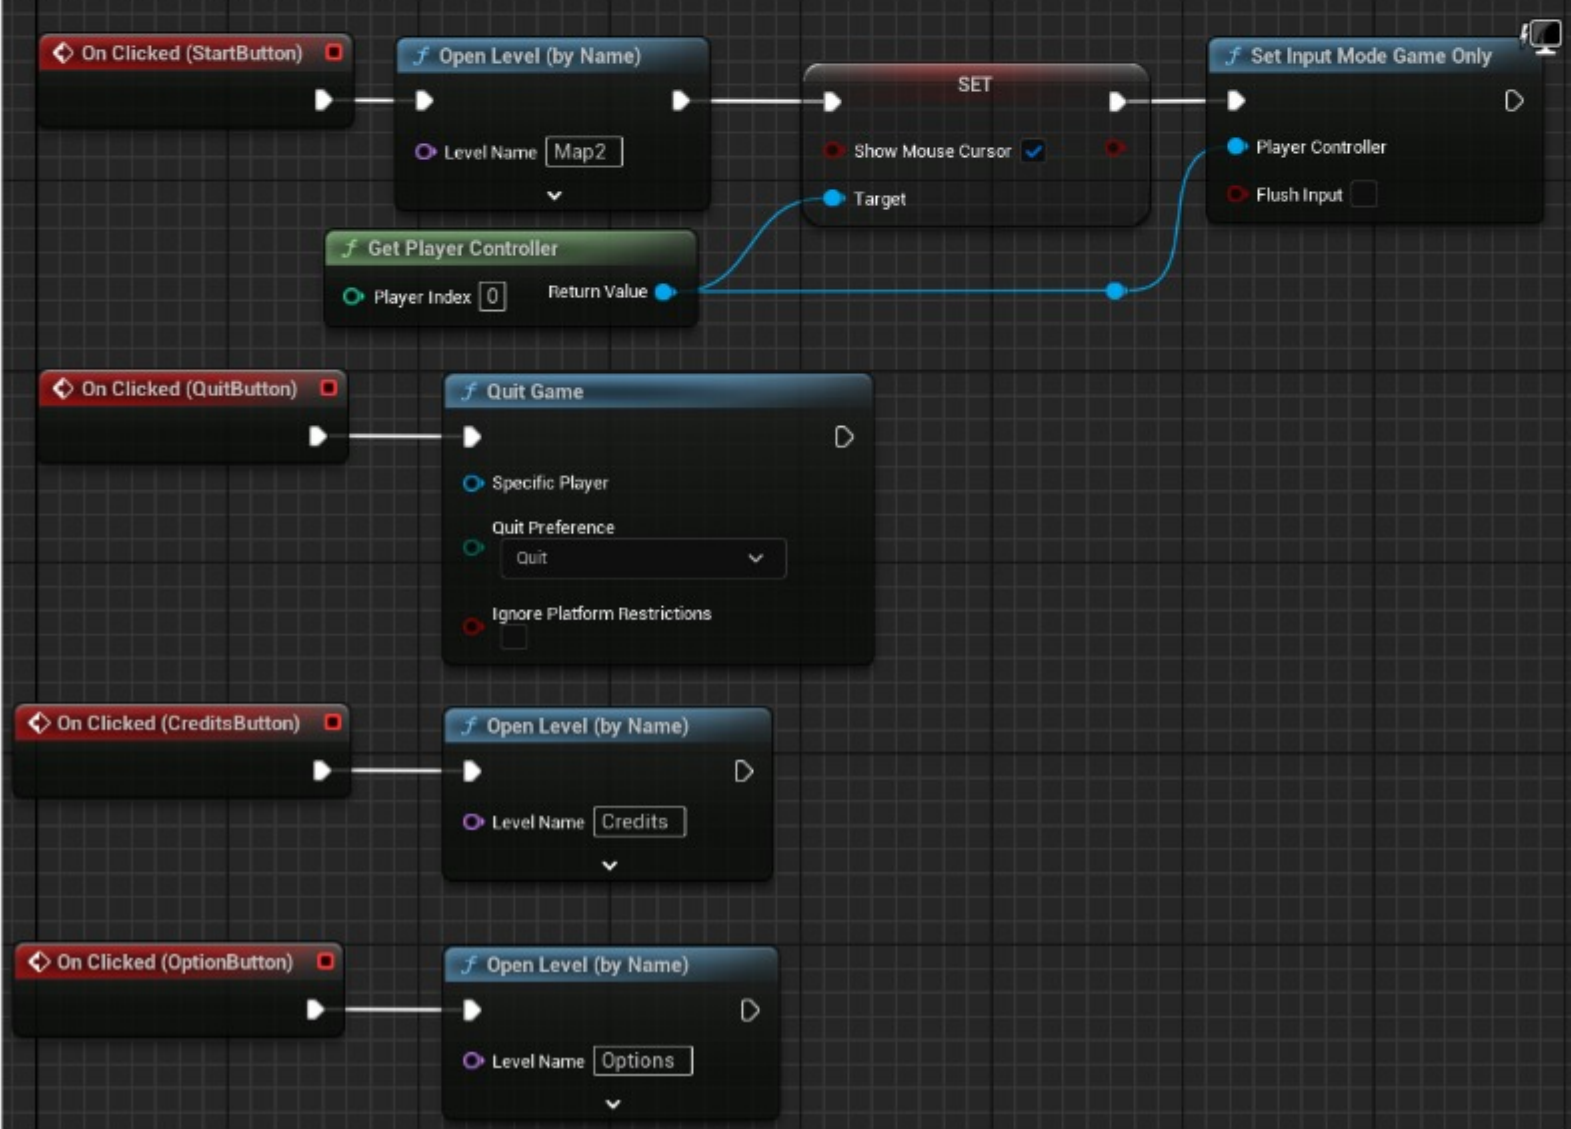 On Clicked (StartButton)
Open Level (by Name)
Level Name Map2
SET
Show Mouse Cursor
Target
Set Input Mode Game Only
Player Controller
Flush Input
Get Player Controller
Player Index 0 Return Value
On Clicked (QuitButton)
Quit Game
Specific Player
Quit Preference
Quit
Ignore Platform Restrictions
On Clicked (CreditsButton)
Open Level (by Name)
Level Name Credits
On Clicked (OptionButton)
Open Level (by Name)
Level Name Options